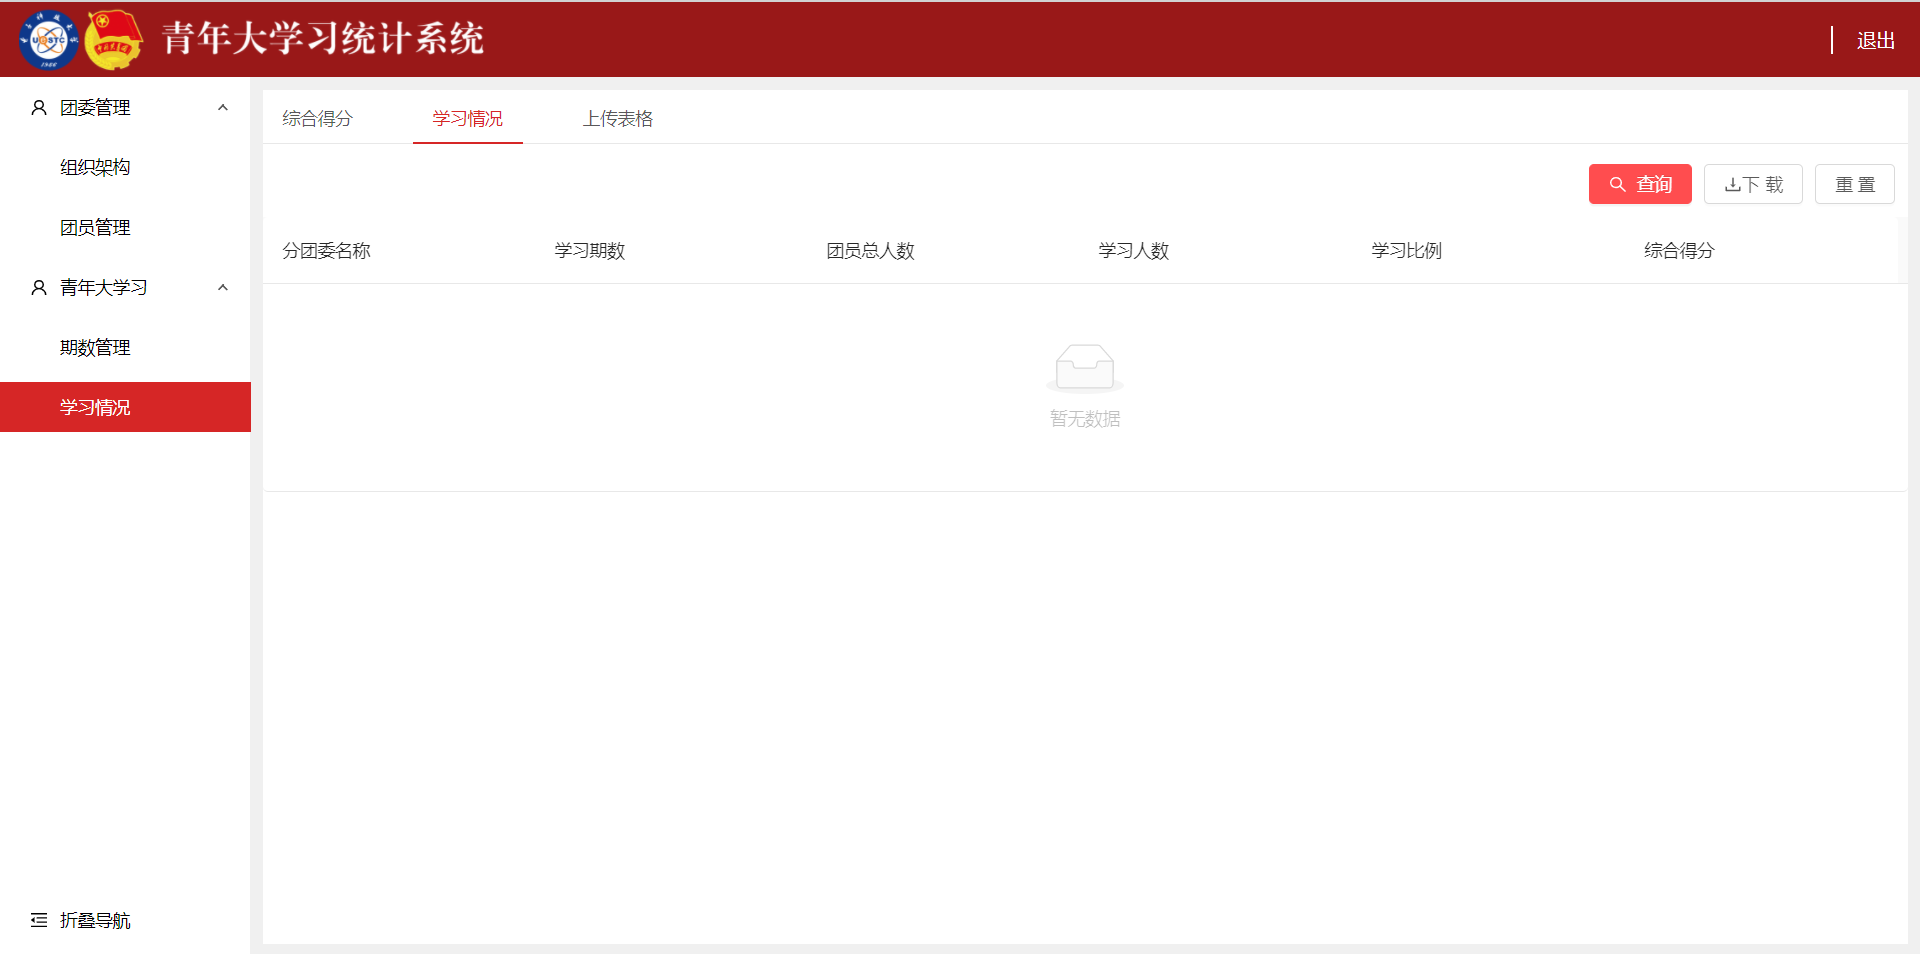 青年大学习统计系统
退出
团委管理
组织架构
团员管理
青年大学习
期数管理
学习情况
折叠导航
综合得分 学习情况 上传表格
查询 下载 重置
分团委名称 学习期数 团员总人数 学习人数 学习比例 综合得分
暂无数据